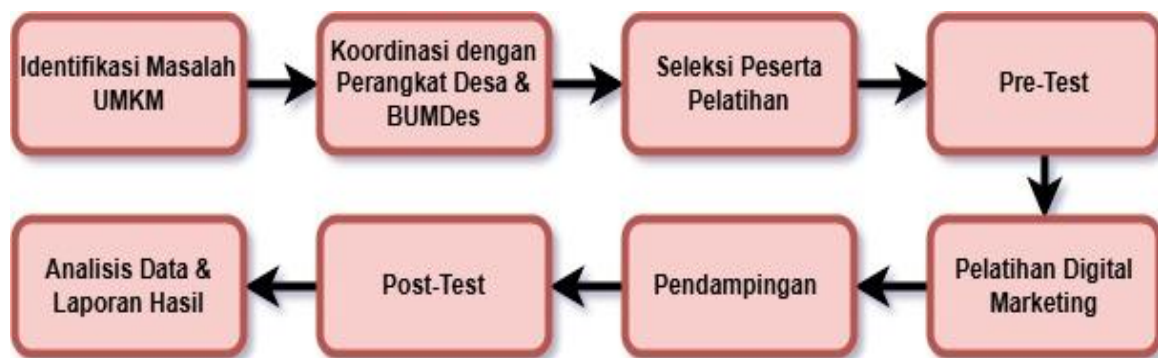 Identifikasi Masalah
UMKM
Koordinasi dengan
Perangkat Desa &
BUMDes
Seleksi Peserta
Pelatihan
Pre-Test
Pelatihan Digital
Marketing
Pendampingan
Post-Test
Analisis Data &
Laporan Hasil